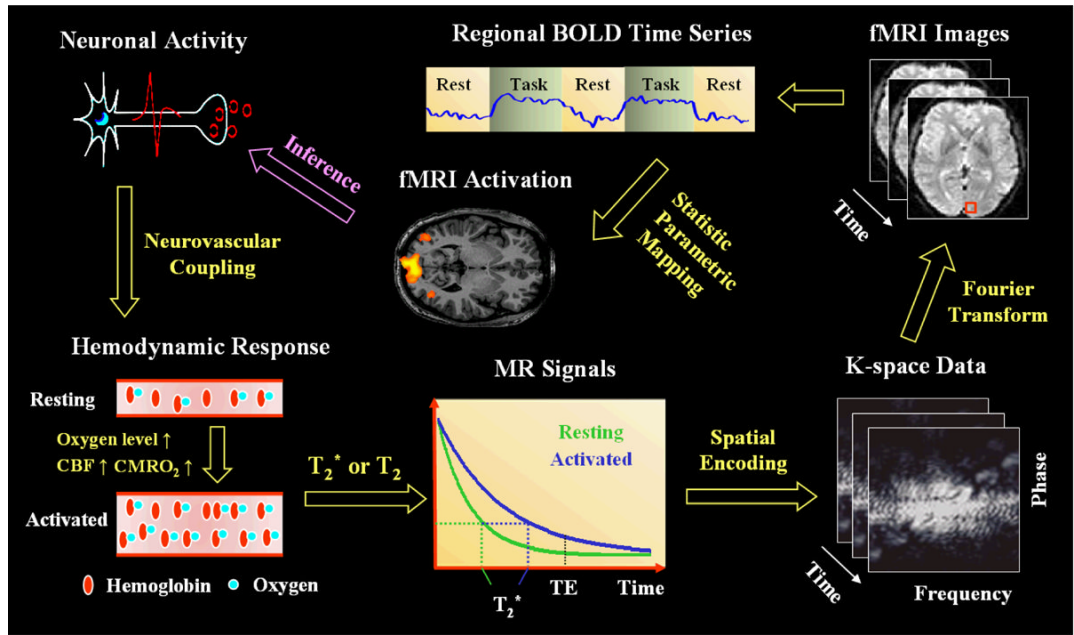 Neuronal Activity
Regional BOLD Time Series
fMRI Images
Rest Task Rest Task Rest
Inference
fMRI Activation
Statistic
Parametric
Mapping
Time
Neurovascular
Coupling
Fourier
Transform
Hemodynamic Response
MR Signals
K-space Data
Resting
Oxygen level ↑
CBF ↑ CMRO₂ ↑
Activated
Hemoglobin Oxygen
T₂* or T₂
Resting
Activated
TE Time
T₂*
Spatial
Encoding
Phase
Time
Frequency